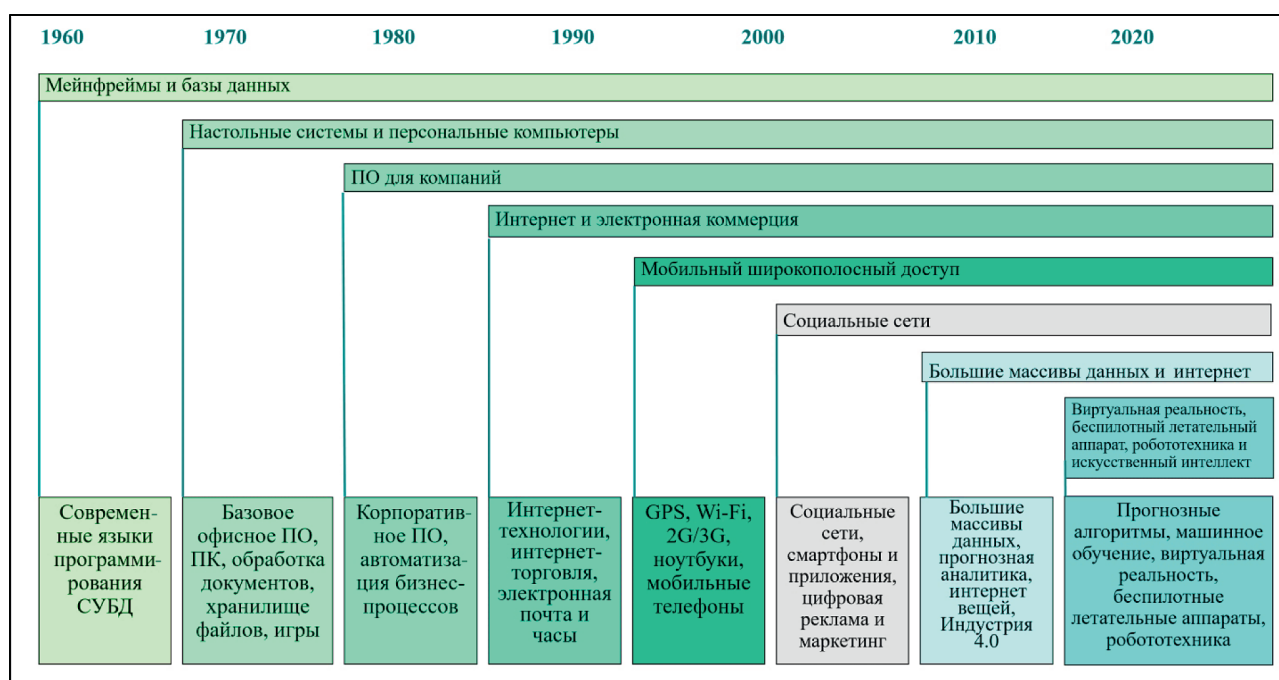 1960 1970 1980 1990 2000 2010 2020
Мейнфреймы и базы данных
Настольные системы и персональные компьютеры
ПО для компаний
Интернет и электронная коммерция
Мобильный широкополосный доступ
Социальные сети
Большие массивы данных и интернет
Виртуальная реальность,
беспилотный летательный
аппарат, робототехника и
искусственный интеллект
Современ-
ные языки
программи-
рования
СУБД
Базовое
офисное ПО,
ПК, обработка
документов,
хранилище
файлов, игры
Корпоратив-
ное ПО,
автоматиза-
ция бизнес-
процессов
Интернет-
технологии,
интернет-
торговля,
электронная
почта и
часы
GPS, Wi-Fi,
2G/3G,
ноутбуки,
мобильные
телефоны
Социальные
сети,
смартфоны и
приложения,
цифровая
реклама и
маркетинг
Большие
массивы
данных,
прогнозная
аналитика,
интернет
вещей,
Индустрия
4.0
Прогнозные
алгоритмы, машинное
обучение, виртуальная
реальность,
беспилотные
летательные аппараты,
робототехника